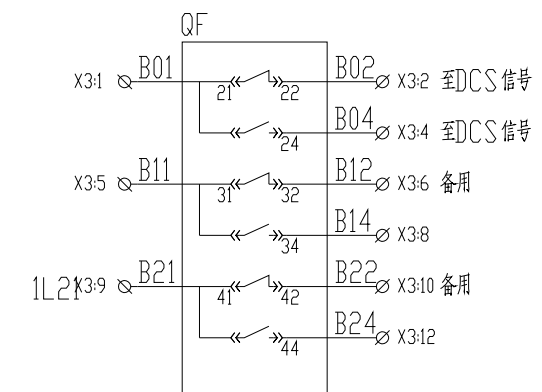 QF
X3:1 B01 21 22 B02 X3:2 至DCS信号
24 B04 X3:4 至DCS信号
X3:5 B11 31 32 B12 X3:6 备用
34 B14 X3:8
1L21 X3:9 B21 41 42 B22 X3:10 备用
44 B24 X3:12